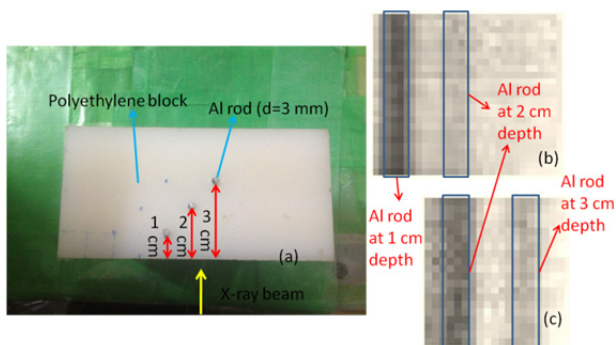 Polyethylene block
Al rod (d=3 mm)
1
cm
2
cm
3
cm
(a)
X-ray beam
Al rod
at 2 cm
depth
(b)
Al rod
at 1 cm
depth
Al rod
at 3 cm
depth
(c)